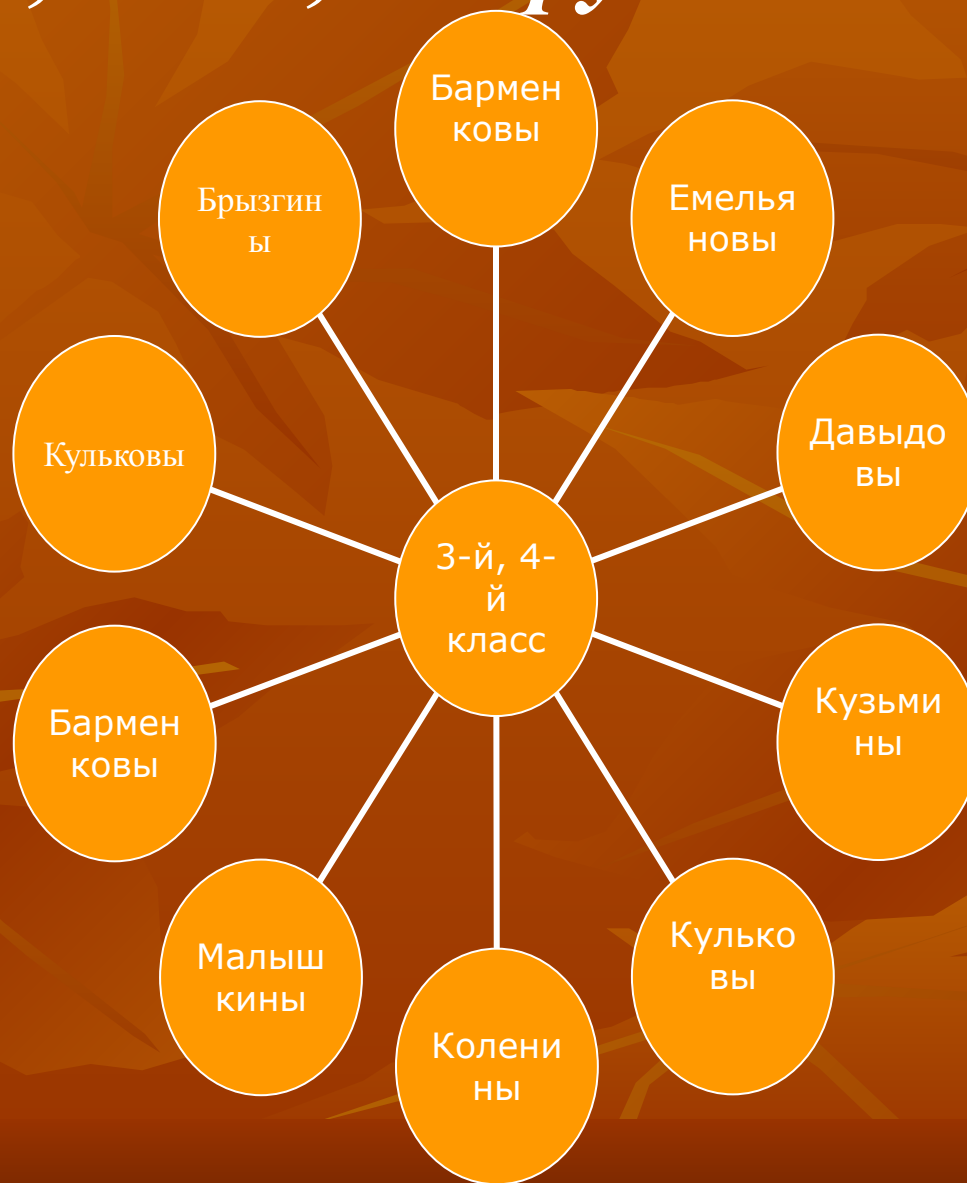 Бармен
ковы
Емелья
новы
Давыдо
вы
Кузьми
ны
Кулько
вы
Колени
ны
Малыш
кины
Бармен
ковы
Кульковы
Брызгин
ы
3-й, 4-
й
класс